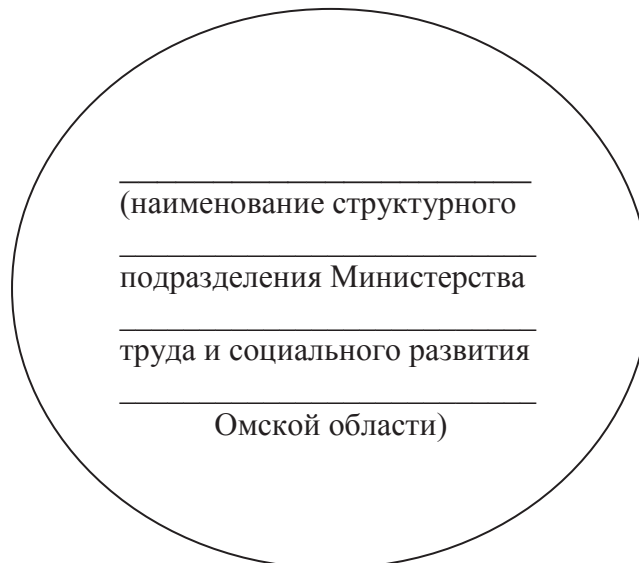 (наименование структурного
подразделения Министерства
труда и социального развития
Омской области)